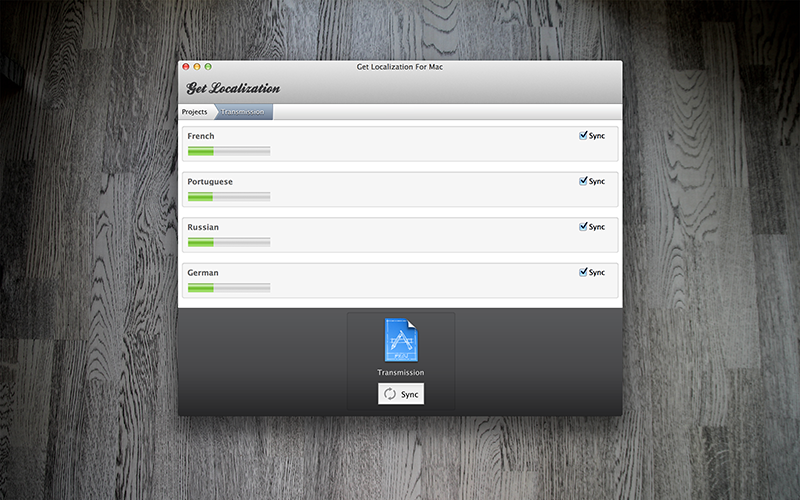 Get Localization For Mac
Get Localization
Projects
Transmission
French
Sync
Portuguese
Sync
Russian
Sync
German
Sync
Transmission
Sync